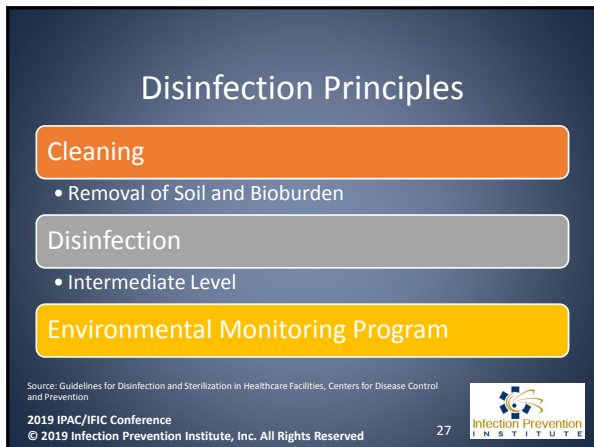 Disinfection Principles
Cleaning
• Removal of Soil and Bioburden
Disinfection
• Intermediate Level
Environmental Monitoring Program
Source: Guidelines for Disinfection and Sterilization in Healthcare Facilities, Centers for Disease Control
and Prevention
2019 IPAC/IFIC Conference
© 2019 Infection Prevention Institute, Inc. All Rights Reserved
27
Infection Prevention
INSTITUTE